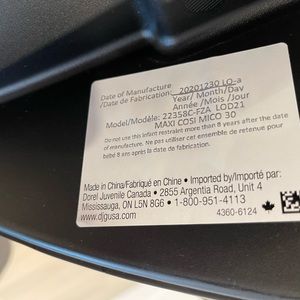 Date of Manufacture
/Date de Fabrication: 20201230 LO-a
Year/ Month/Day
Année /Mois /Jour
Model/Modèle: 22358C-FZA LOD21
MAXI COSI MICO 30
Do not use this infant restraint more than 8 years after the date
of manufacture. Ne pas utiliser cet ensemble de retenue pour
bébé 8 ans après la date de fabrication.
Made in China/Fabriqué en Chine • Imported by/Importé par:
Dorel Juvenile Canada • 2855 Argentia Road, Unit 4
Mississauga, ON L5N 8G6 • 1-800-951-4113
www.djgusa.com
4360-6124